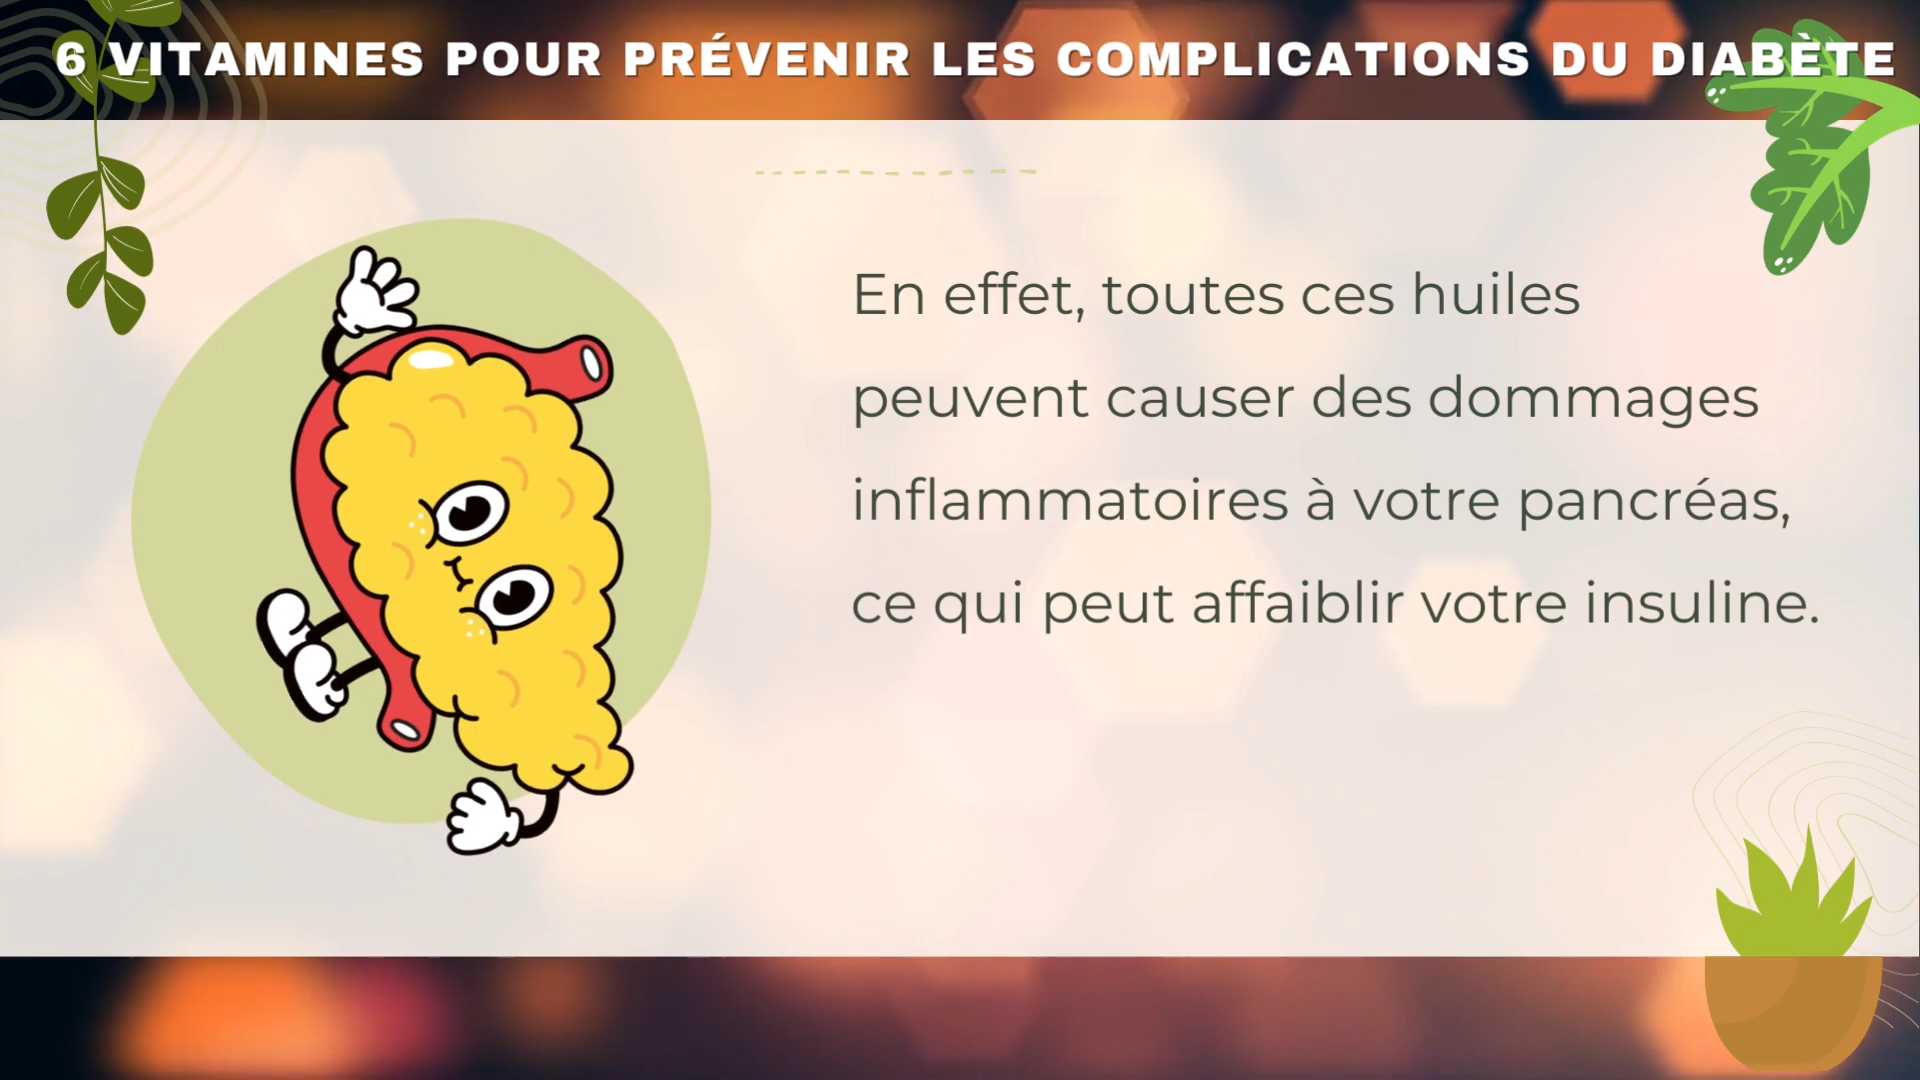 6 VITAMINES POUR PRÉVENIR LES COMPLICATIONS DU DIABÈTE
En effet, toutes ces huiles
peuvent causer des dommages
inflammatoires à votre pancréas,
ce qui peut affaiblir votre insuline.